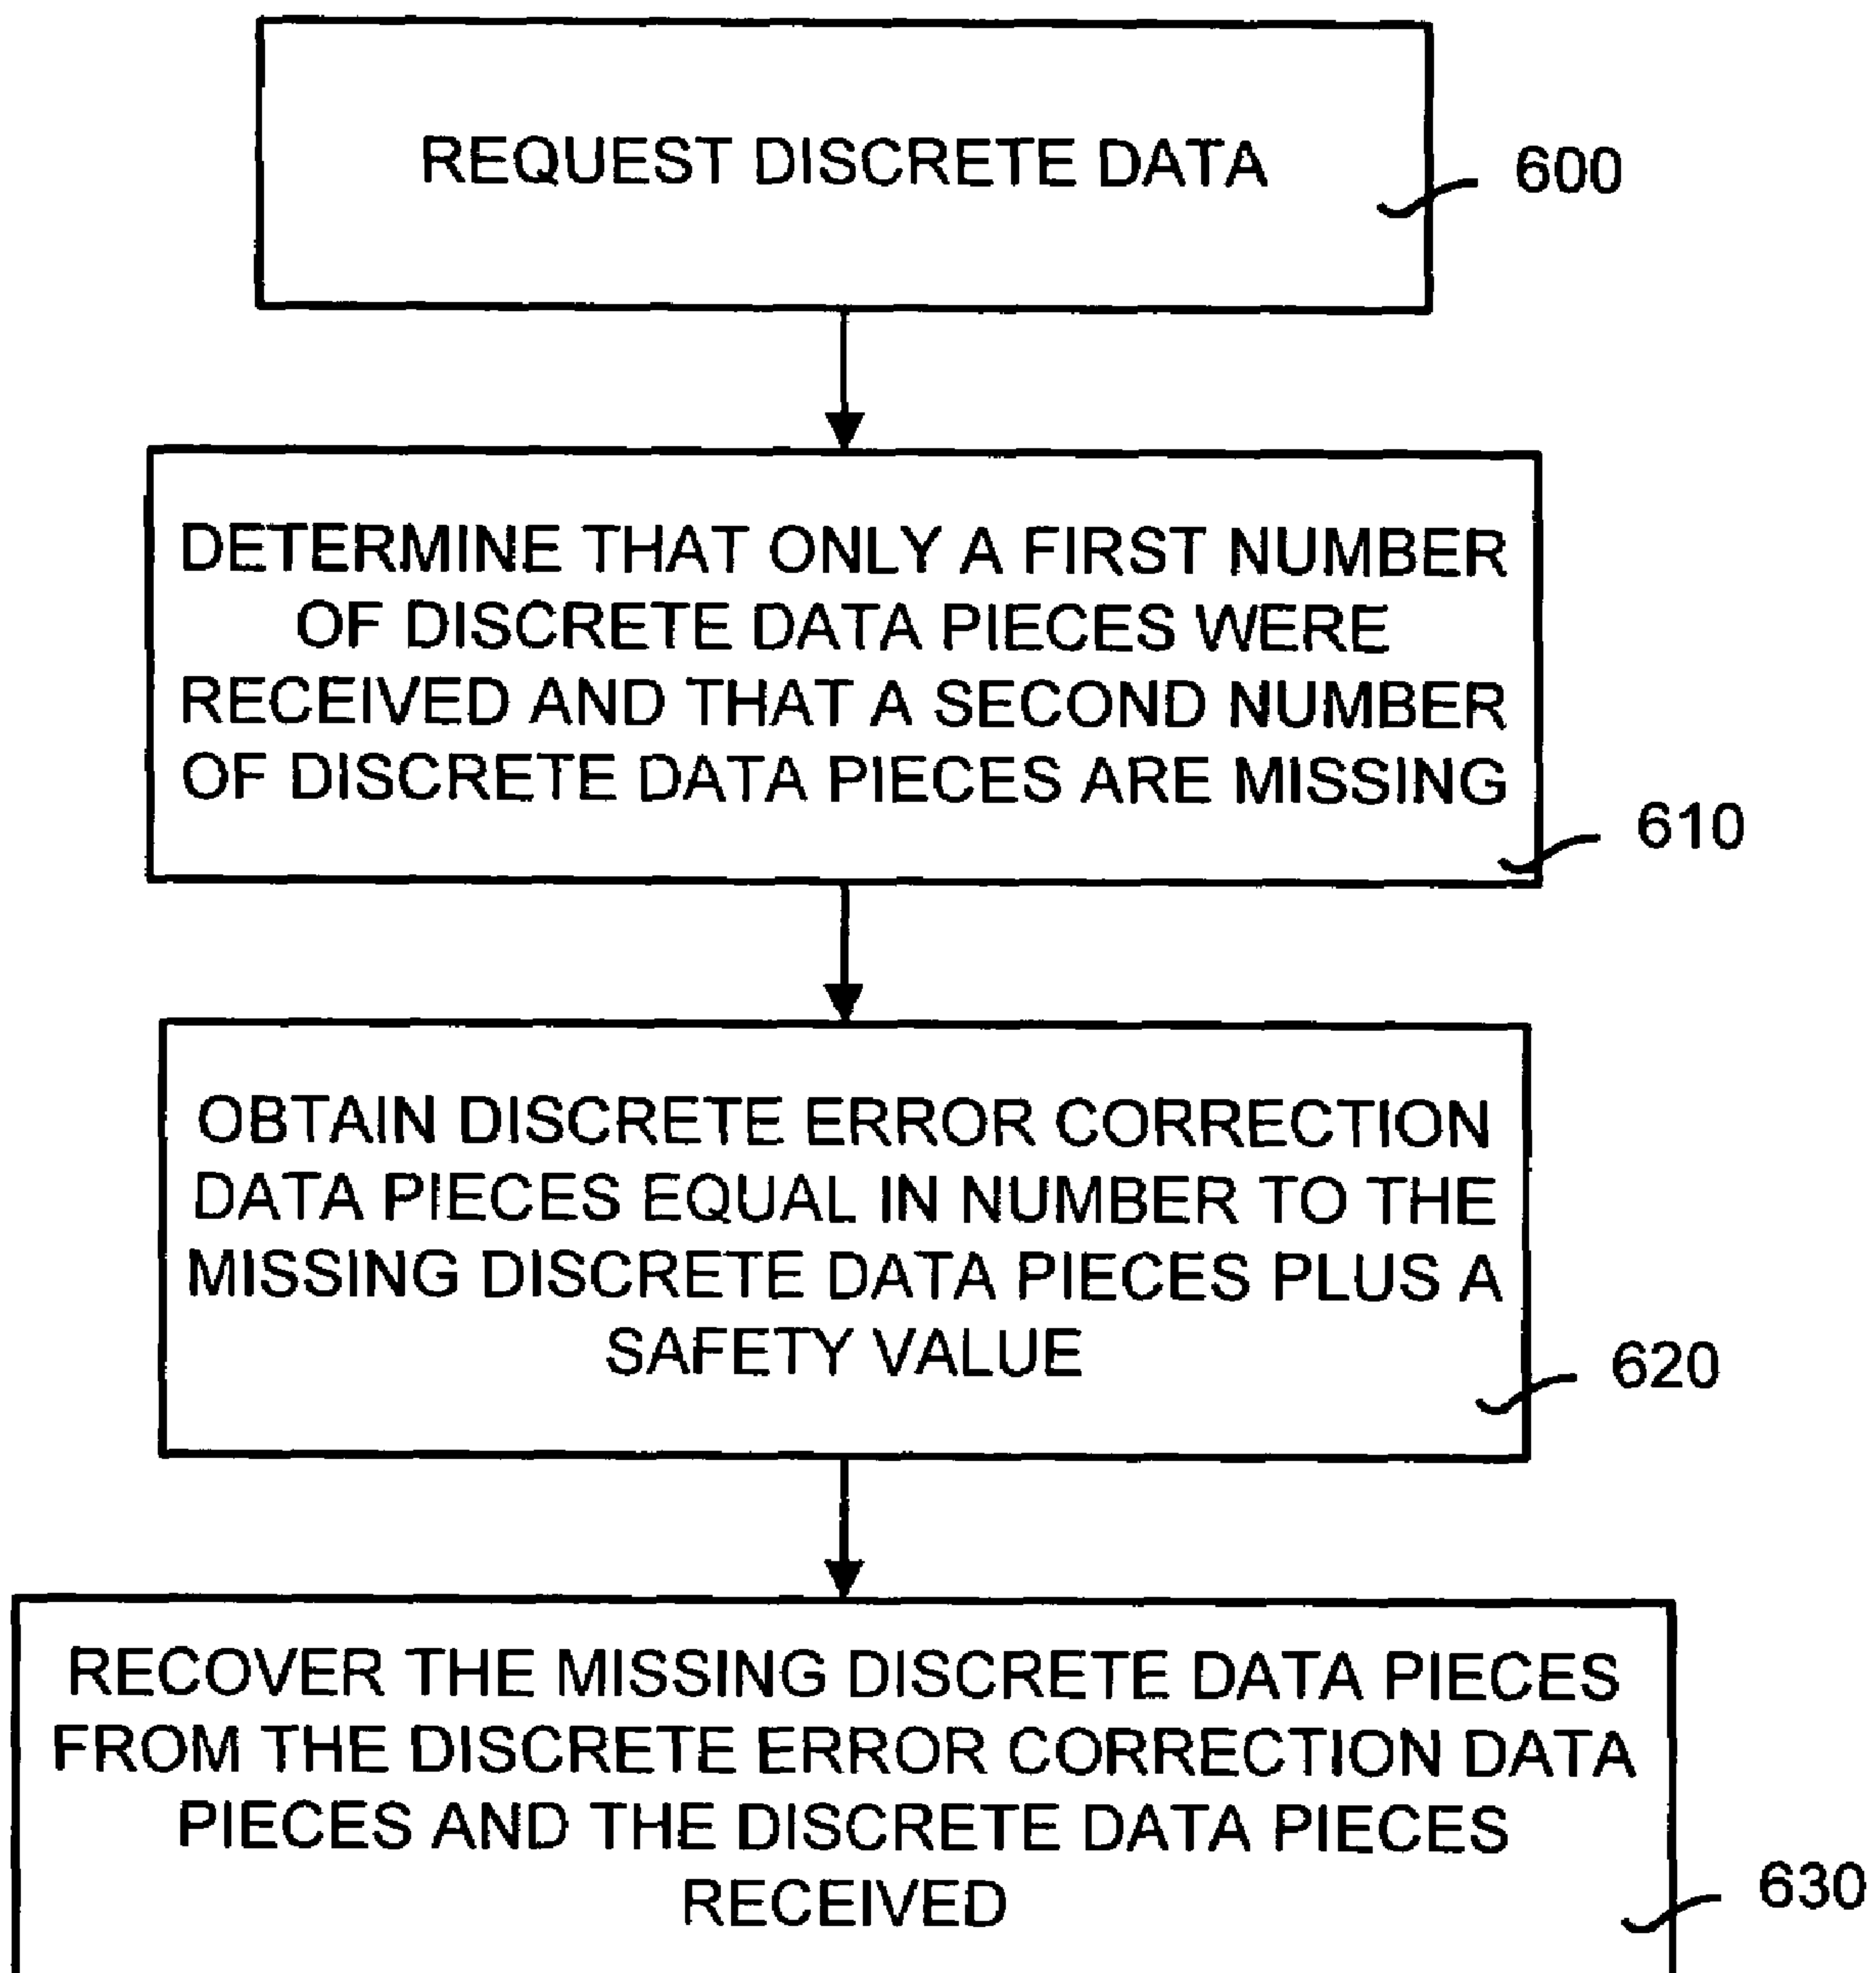 REQUEST DISCRETE DATA
600
DETERMINE THAT ONLY A FIRST NUMBER
OF DISCRETE DATA PIECES WERE
RECEIVED AND THAT A SECOND NUMBER
OF DISCRETE DATA PIECES ARE MISSING
610
OBTAIN DISCRETE ERROR CORRECTION
DATA PIECES EQUAL IN NUMBER TO THE
MISSING DISCRETE DATA PIECES PLUS A
SAFETY VALUE
620
RECOVER THE MISSING DISCRETE DATA PIECES
FROM THE DISCRETE ERROR CORRECTION DATA
PIECES AND THE DISCRETE DATA PIECES
RECEIVED
630